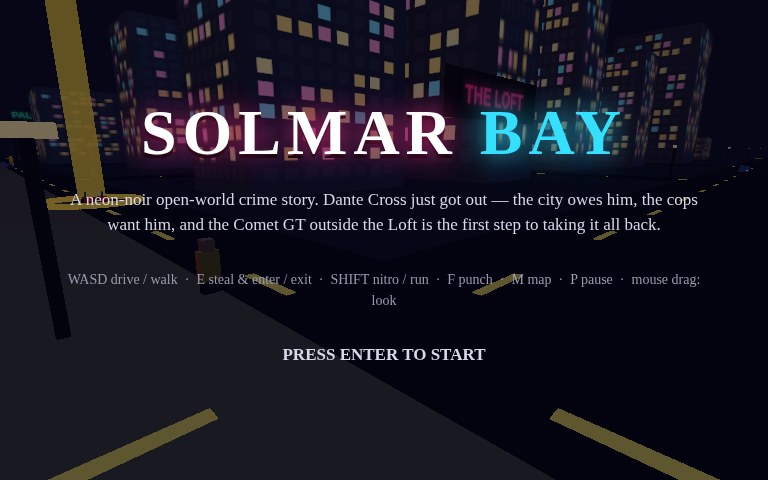 THE LOFT
PAL
SOLMAR BAY
A neon-noir open-world crime story. Dante Cross just got out — the city owes him, the cops
want him, and the Comet GT outside the Loft is the first step to taking it all back.
WASD drive / walk · E steal & enter / exit · SHIFT nitro / run · F punch · M map · P pause · mouse drag:
look
PRESS ENTER TO START